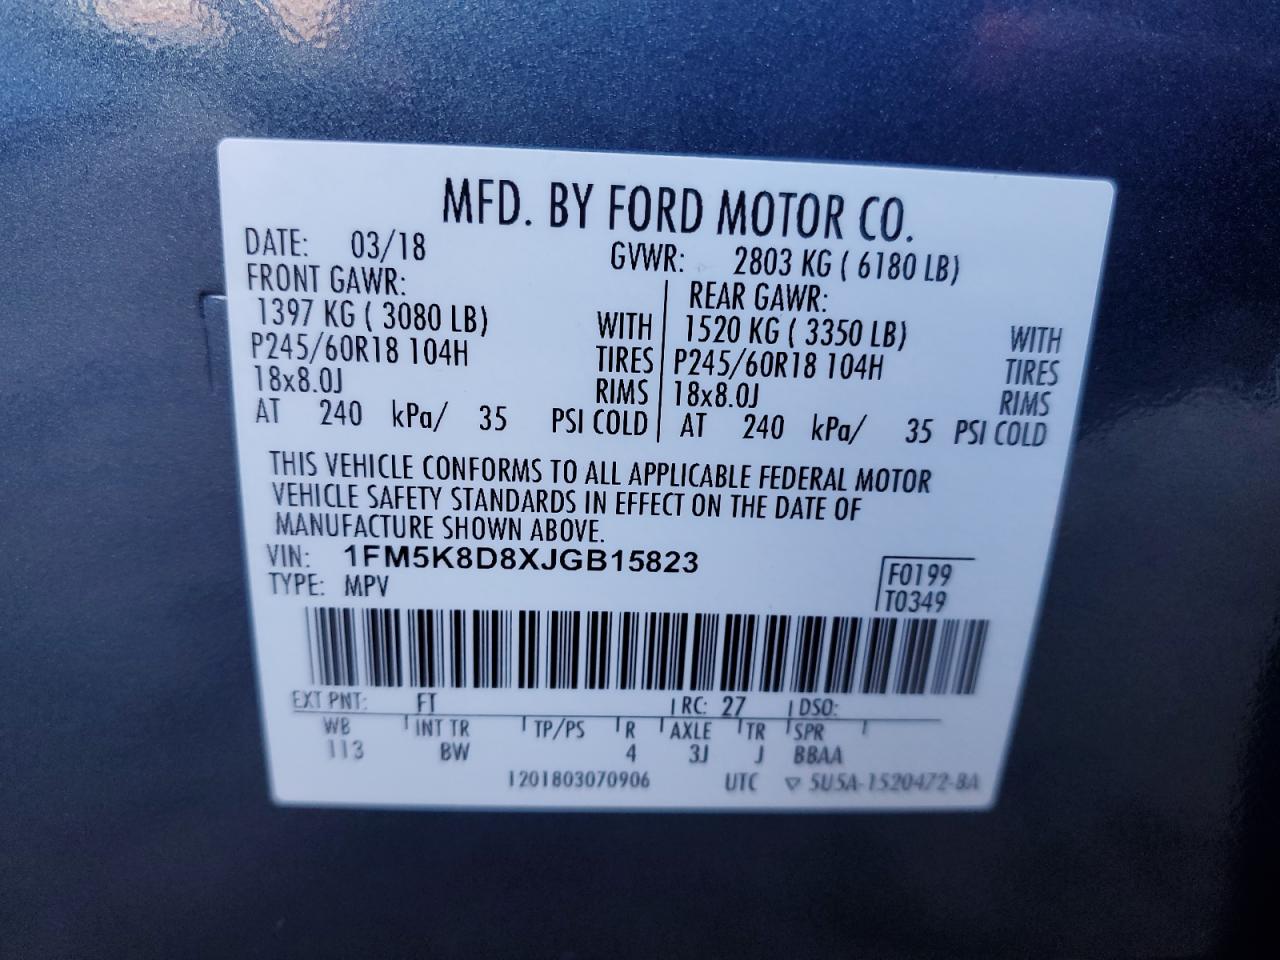 MFD. BY FORD MOTOR CO.
DATE: 03/18 GVWR: 2803 KG ( 6180 LB)
FRONT GAWR: REAR GAWR:
1397 KG ( 3080 LB) WITH 1520 KG ( 3350 LB) WITH
P245/60R18 104H TIRES P245/60R18 104H TIRES
18x8.0J RIMS 18x8.0J RIMS
AT 240 kPa/ 35 PSI COLD AT 240 kPa/ 35 PSI COLD
THIS VEHICLE CONFORMS TO ALL APPLICABLE FEDERAL MOTOR
VEHICLE SAFETY STANDARDS IN EFFECT ON THE DATE OF
MANUFACTURE SHOWN ABOVE.
VIN: 1FM5K8D8XJGB15823
TYPE: MPV
F0199
T0349
EXT PNT: FT RC: 27 DSO:
WB INT TR TP/PS R AXLE TR SPR
113 BW 4 3J J BBAA
1201803070906 UTC ▽ 5U5A-1520472-BA